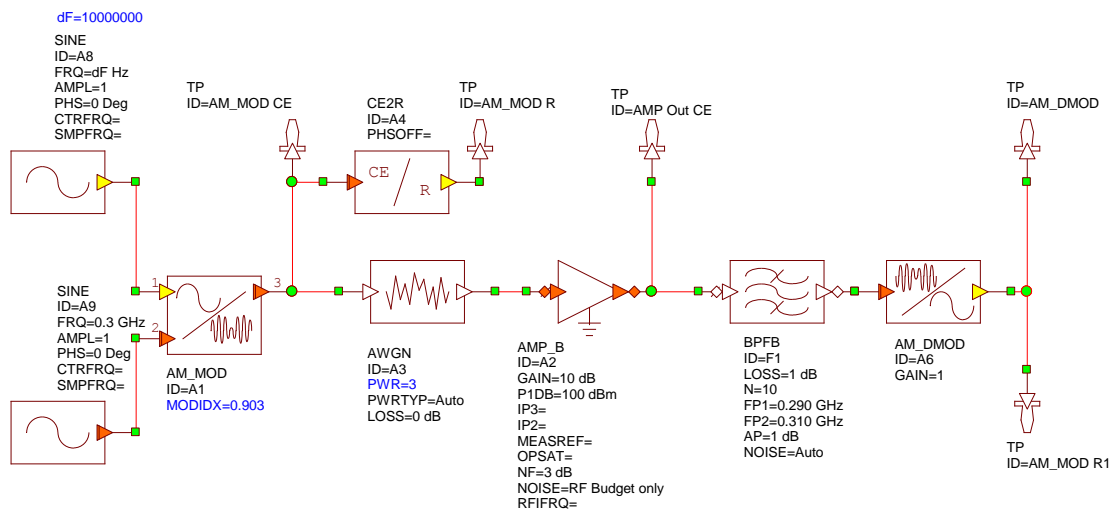 dF=10000000
SINE
ID=A8
FRQ=dF Hz
AMPL=1
PHS=0 Deg
CTRFRQ=
SMPFRQ=
TP
ID=AM_MOD CE
CE2R
ID=A4
PHSOFF=
TP
ID=AM_MOD R
TP
ID=AMP Out CE
TP
ID=AM_DMOD
CE
R
1
2
3
SINE
ID=A9
FRQ=0.3 GHz
AMPL=1
PHS=0 Deg
CTRFRQ=
SMPFRQ=
AM_MOD
ID=A1
MODIDX=0.903
AWGN
ID=A3
PWR=3
PWRTYP=Auto
LOSS=0 dB
AMP_B
ID=A2
GAIN=10 dB
P1DB=100 dBm
IP3=
IP2=
MEASREF=
OPSAT=
NF=3 dB
NOISE=RF Budget only
RFIFRQ=
BPFB
ID=F1
LOSS=1 dB
N=10
FP1=0.290 GHz
FP2=0.310 GHz
AP=1 dB
NOISE=Auto
AM_DMOD
ID=A6
GAIN=1
TP
ID=AM_MOD R1